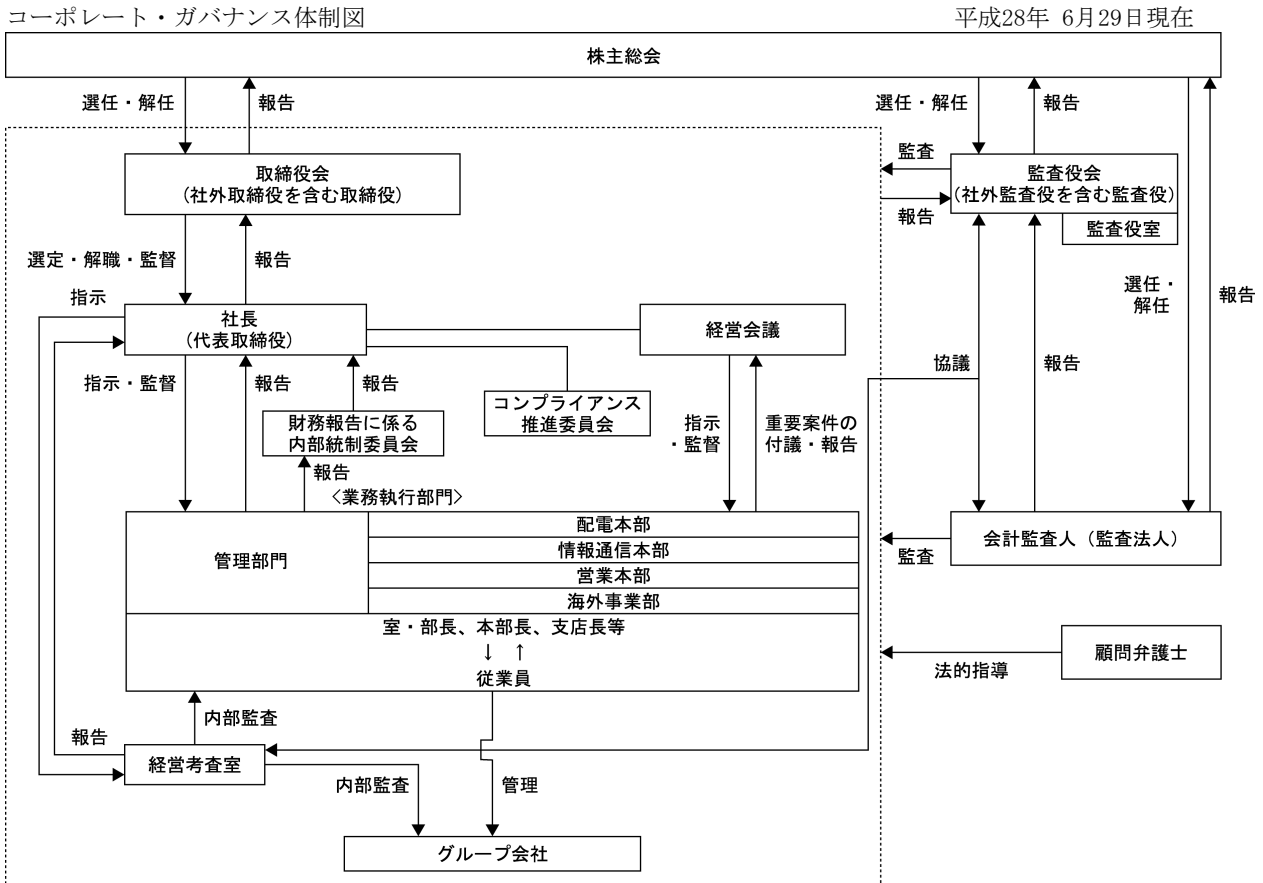 コーポレート・ガバナンス体制図
平成28年 6月29日現在
株主総会
選任・解任
報告
選任・解任
報告
取締役会
(社外取締役を含む取締役)
監査
報告
監査役会
(社外監査役を含む監査役)
監査役室
選定・解職・監督
報告
選任・
解任
報告
指示
社長
(代表取締役)
経営会議
協議
報告
指示・監督
報告
報告
コンプライアンス
推進委員会
財務報告に係る
内部統制委員会
指示
・監督
重要案件の
付議・報告
報告
〈業務執行部門〉
管理部門
配電本部
情報通信本部
営業本部
海外事業部
会計監査人（監査法人）
監査
室・部長、本部長、支店長等
↓ ↑
従業員
顧問弁護士
法的指導
内部監査
報告
経営考査室
内部監査
管理
グループ会社